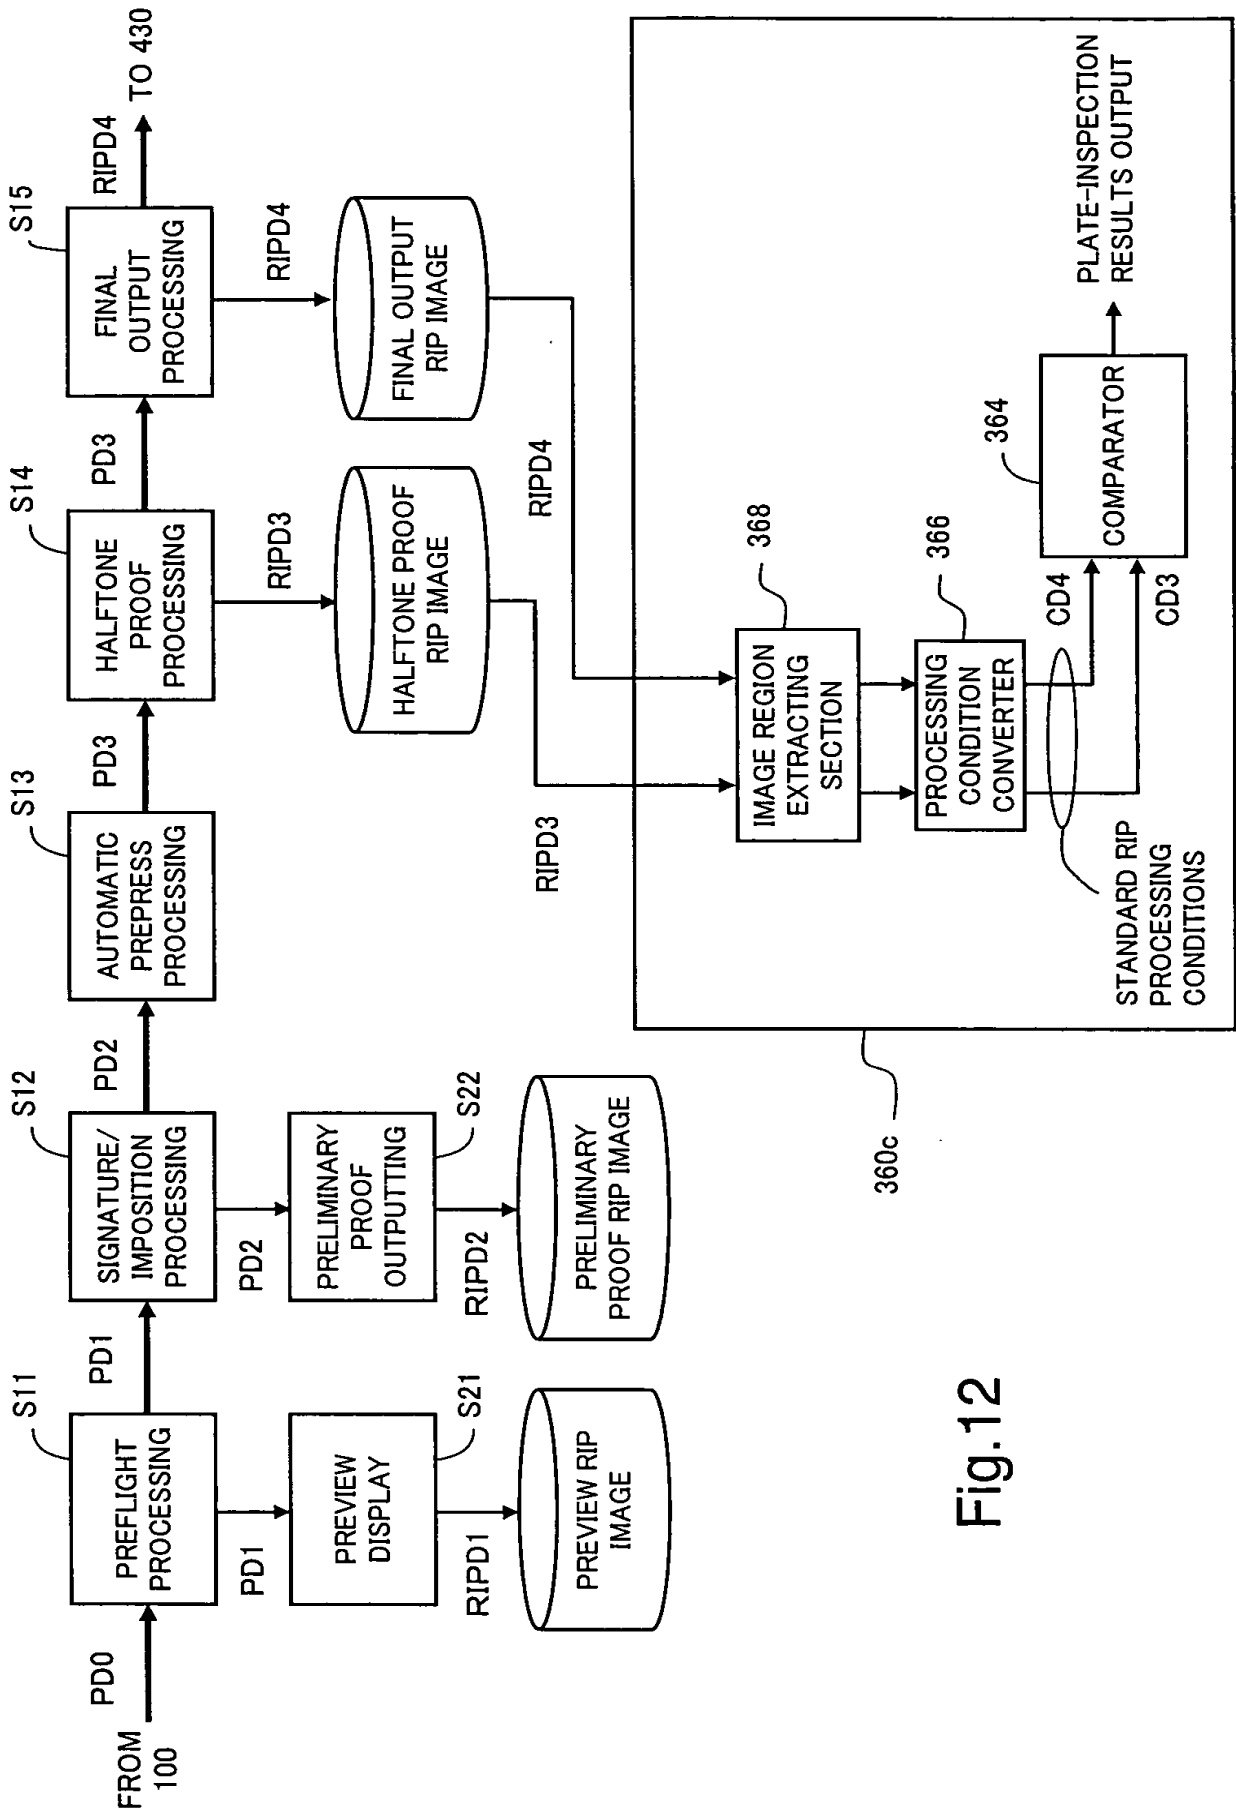 FROM
100
PD0
S11
PREFLIGHT
PROCESSING
PD1
S12
SIGNATURE/
IMPOSITION
PROCESSING
PD2
S13
AUTOMATIC
PREPRESS
PROCESSING
PD3
S14
HALFTONE
PROOF
PROCESSING
PD3
S15
FINAL
OUTPUT
PROCESSING
RIPD4
TO 430
PD1
PREVIEW
DISPLAY
S21
RIPD1
PREVIEW RIP
IMAGE
PD2
PRELIMINARY
PROOF
OUTPUTTING
S22
RIPD2
PRELIMINARY
PROOF RIP IMAGE
RIPD3
HALFTONE PROOF
RIP IMAGE
RIPD4
FINAL OUTPUT
RIP IMAGE
RIPD3
RIPD4
360c
IMAGE REGION
EXTRACTING
SECTION
368
PROCESSING
CONDITION
CONVERTER
366
STANDARD RIP
PROCESSING
CONDITIONS
CD4
CD3
COMPARATOR
364
PLATE-INSPECTION
RESULTS OUTPUT
Fig.12